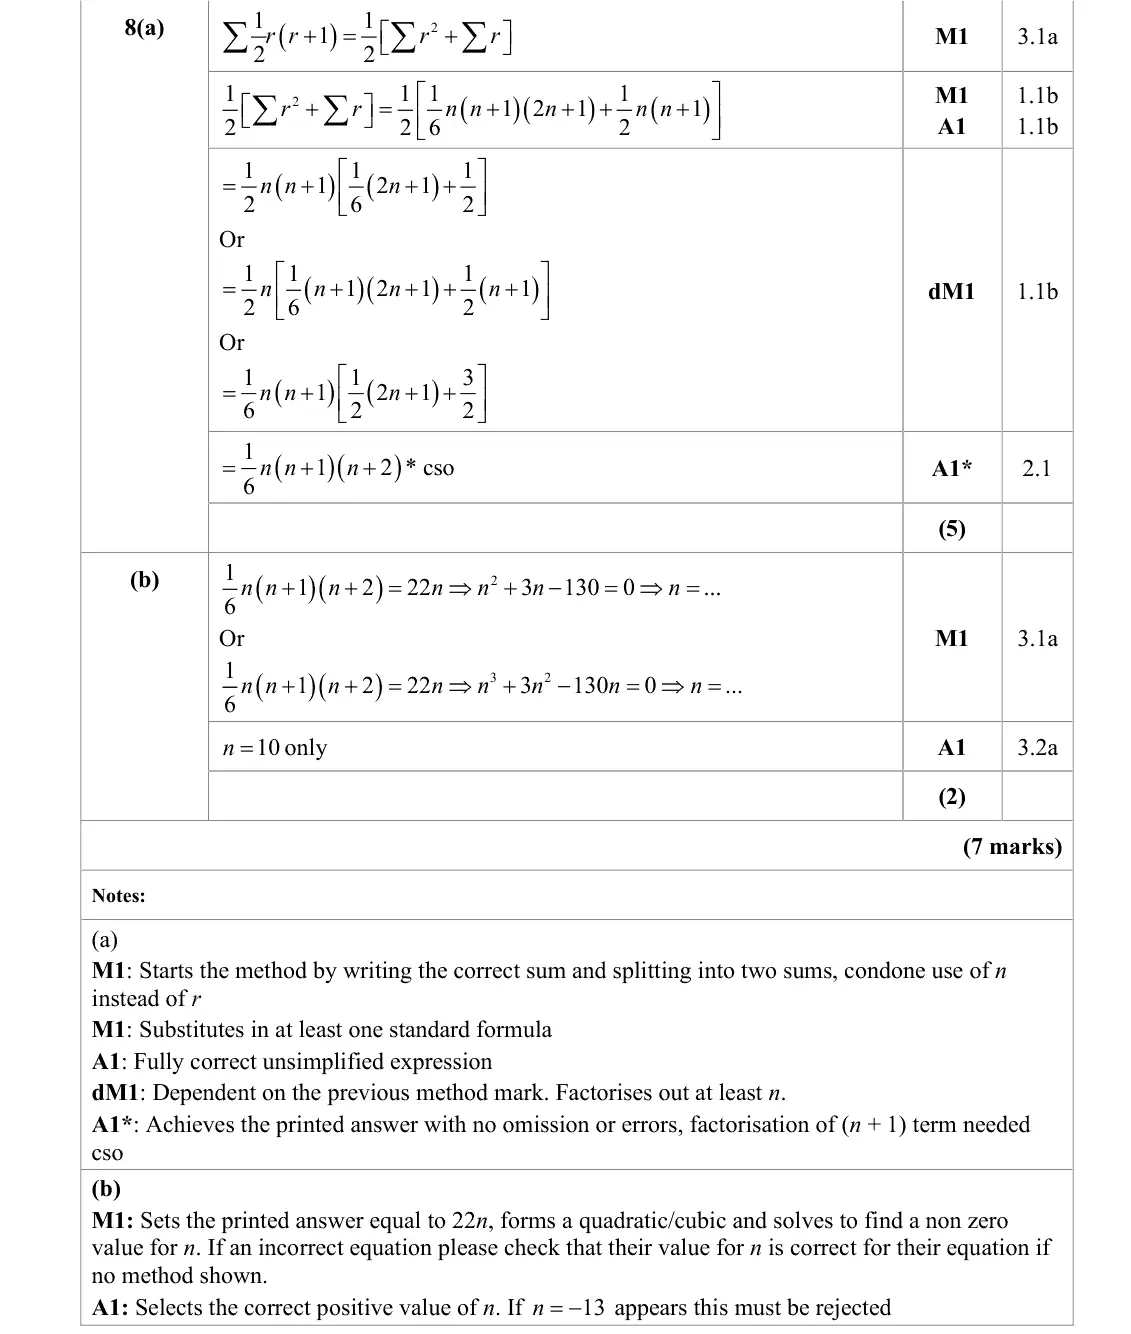 8(a)
∑ 1/2 r(r+1) = 1/2 [∑ r² + ∑ r]
M1
3.1a
1/2 [∑ r² + ∑ r] = 1/2 [1/6 n(n+1)(2n+1) + 1/2 n(n+1)]
M1
A1
1.1b
1.1b
= 1/2 n(n+1) [1/6 (2n+1) + 1/2]
Or
= 1/2 n [1/6 (n+1)(2n+1) + 1/2 (n+1)]
Or
= 1/6 n(n+1) [1/2 (2n+1) + 3/2]
dM1
1.1b
= 1/6 n(n+1)(n+2) * cso
A1*
2.1
(5)
(b)
1/6 n(n+1)(n+2) = 22n ⇒ n² + 3n − 130 = 0 ⇒ n = ...
Or
1/6 n(n+1)(n+2) = 22n ⇒ n³ + 3n² − 130n = 0 ⇒ n = ...
M1
3.1a
n = 10 only
A1
3.2a
(2)
(7 marks)
Notes:
(a)
M1: Starts the method by writing the correct sum and splitting into two sums, condone use of n
instead of r
M1: Substitutes in at least one standard formula
A1: Fully correct unsimplified expression
dM1: Dependent on the previous method mark. Factorises out at least n.
A1*: Achieves the printed answer with no omission or errors, factorisation of (n + 1) term needed
cso
(b)
M1: Sets the printed answer equal to 22n, forms a quadratic/cubic and solves to find a non zero
value for n. If an incorrect equation please check that their value for n is correct for their equation if
no method shown.
A1: Selects the correct positive value of n. If n = −13 appears this must be rejected